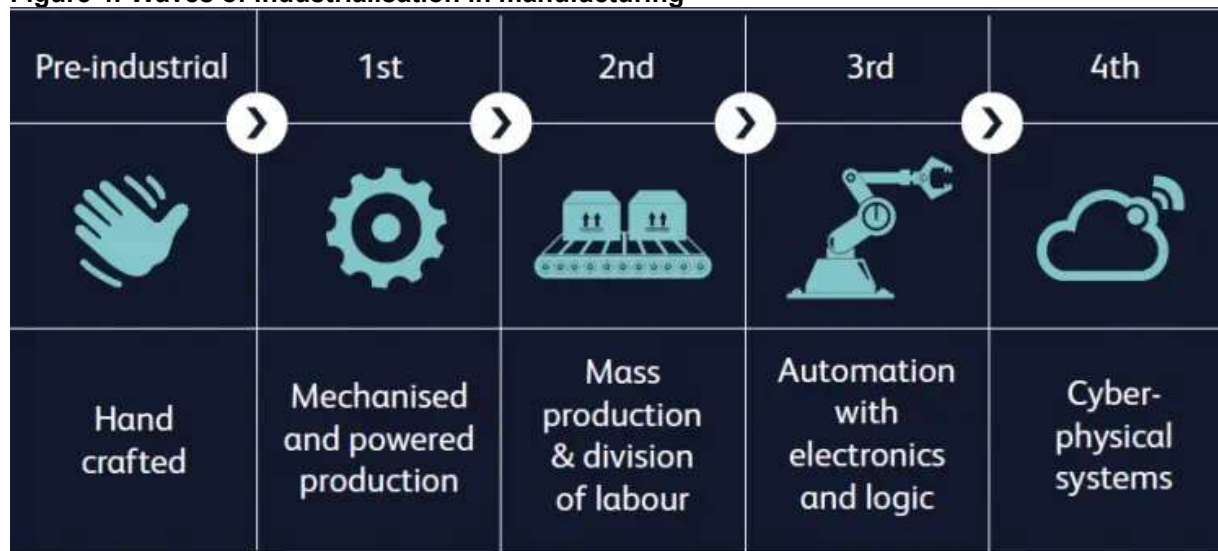 Pre-industrial
1st
2nd
3rd
4th
Hand
crafted
Mechanised
and powered
production
Mass
production
& division
of labour
Automation
with
electronics
and logic
Cyber-
physical
systems